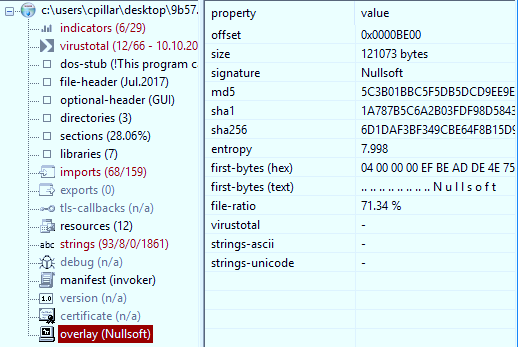 c:\users\cpillar\desktop\9b57.
indicators (6/29)
virustotal (12/66 - 10.10.20
dos-stub (!This program c
file-header (Jul.2017)
optional-header (GUI)
directories (3)
sections (28.06%)
libraries (7)
imports (68/159)
exports (0)
tls-callbacks (n/a)
resources (12)
abc strings (93/8/0/1861)
debug (n/a)
manifest (invoker)
1.0 version (n/a)
certificate (n/a)
overlay (Nullsoft)
property value
offset 0x0000BE00
size 121073 bytes
signature Nullsoft
md5 5C3B01BBC5F5DB5DCD9EE9E
sha1 1A787B5C6A2B03FDF98D5843
sha256 6D1DAF3BF349CBE64F8B15D9
entropy 7.998
first-bytes (hex) 04 00 00 00 EF BE AD DE 4E 75
first-bytes (text) .. .. .. .. .. .. .. .. N u l l s o f t
file-ratio 71.34 %
virustotal -
strings-ascii -
strings-unicode -